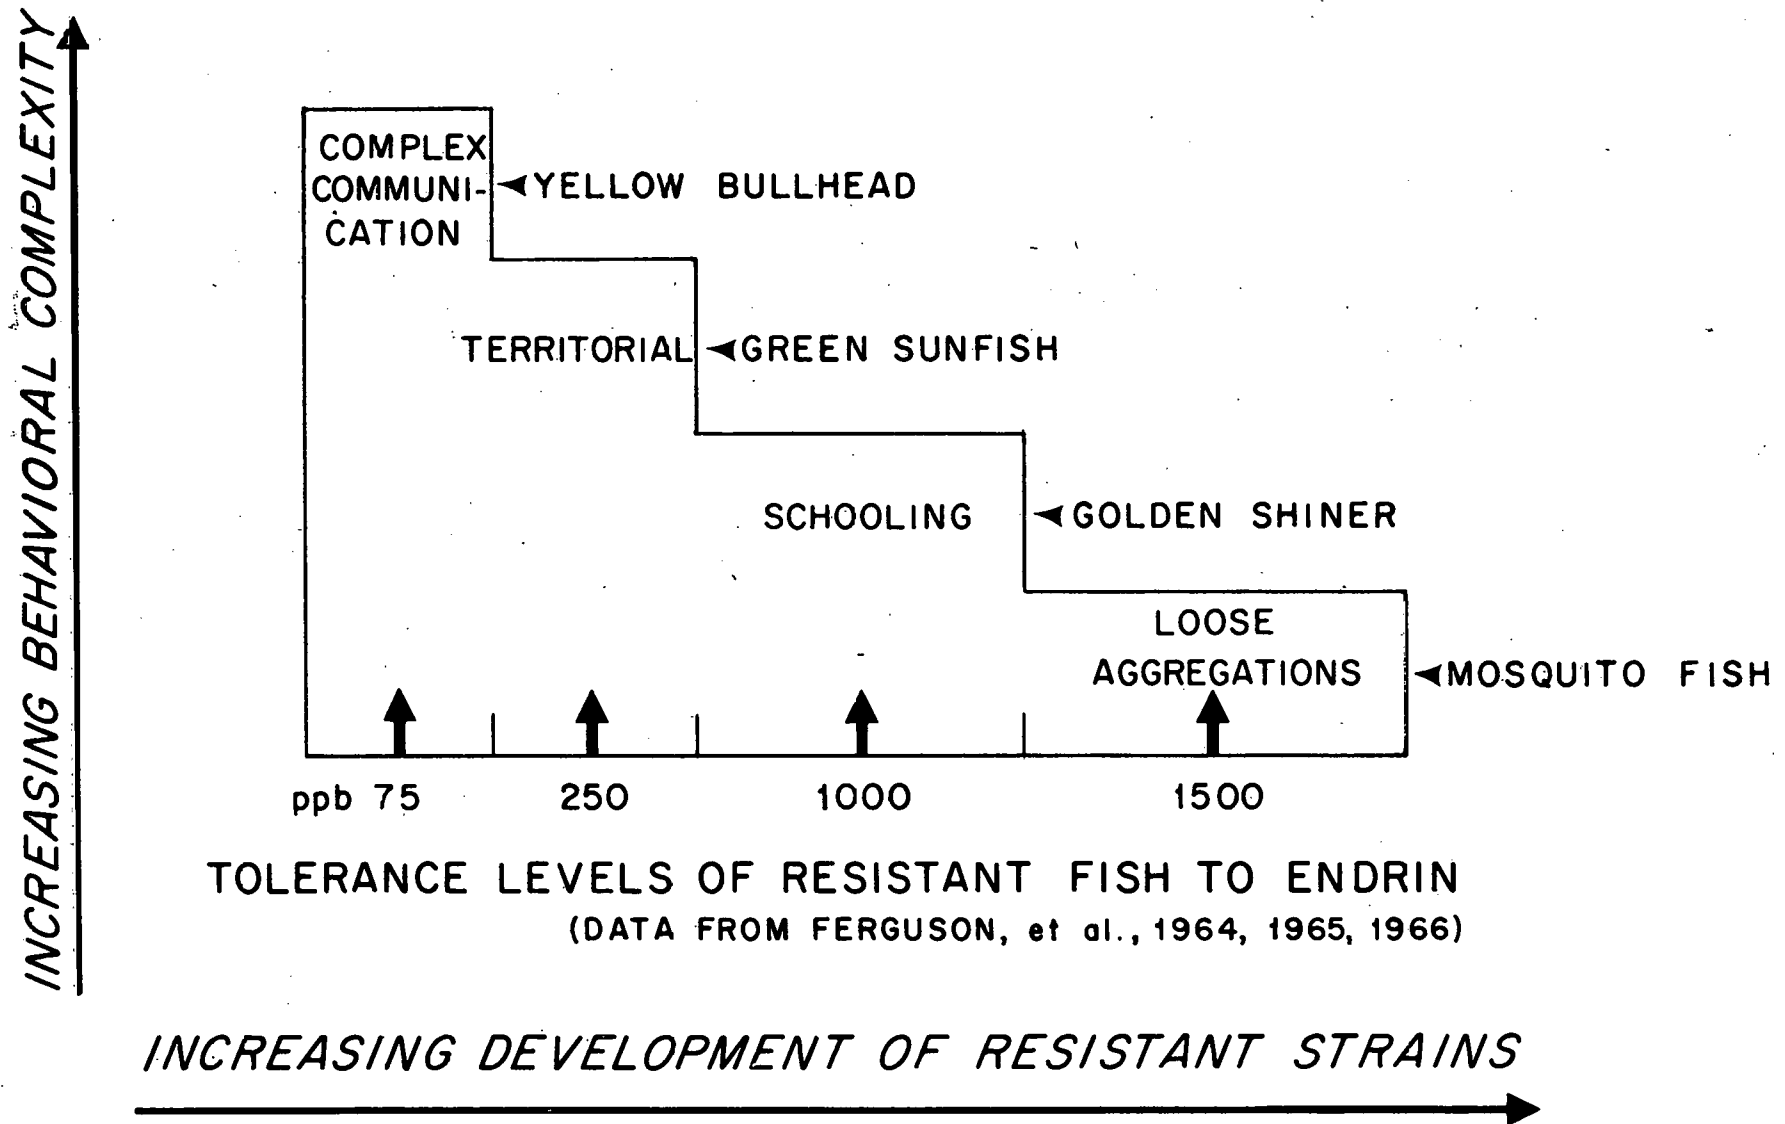 INCREASING BEHAVIORAL COMPLEXITY
COMPLEX
COMMUNI-
CATION
YELLOW BULLHEAD
TERRITORIAL
GREEN SUNFISH
SCHOOLING
GOLDEN SHINER
LOOSE
AGGREGATIONS
MOSQUITO FISH
ppb 75 250 1000 1500
TOLERANCE LEVELS OF RESISTANT FISH TO ENDRIN
(DATA FROM FERGUSON, et al., 1964, 1965, 1966)
INCREASING DEVELOPMENT OF RESISTANT STRAINS